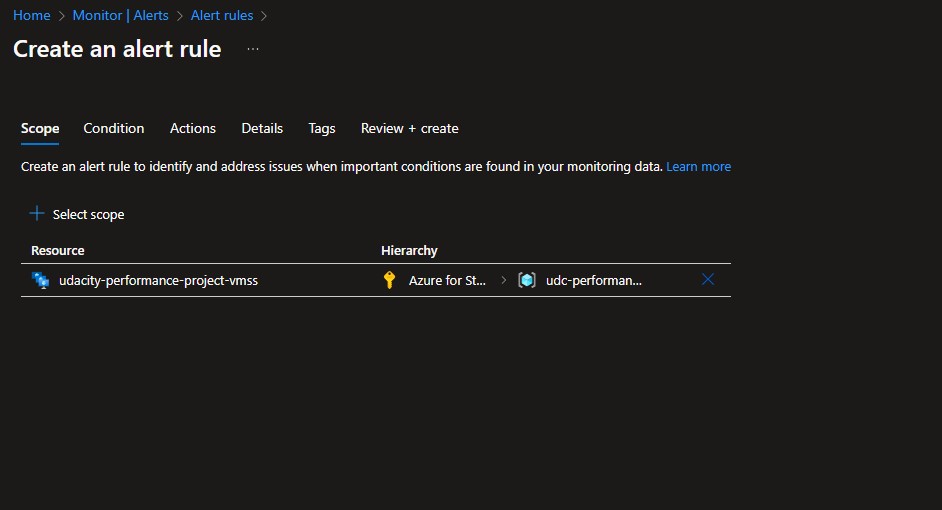 Home > Monitor | Alerts > Alert rules >
Create an alert rule ...
Scope Condition Actions Details Tags Review + create
Create an alert rule to identify and address issues when important conditions are found in your monitoring data. Learn more
+ Select scope
Resource Hierarchy
udacity-performance-project-vmss Azure for St... > udc-performan...